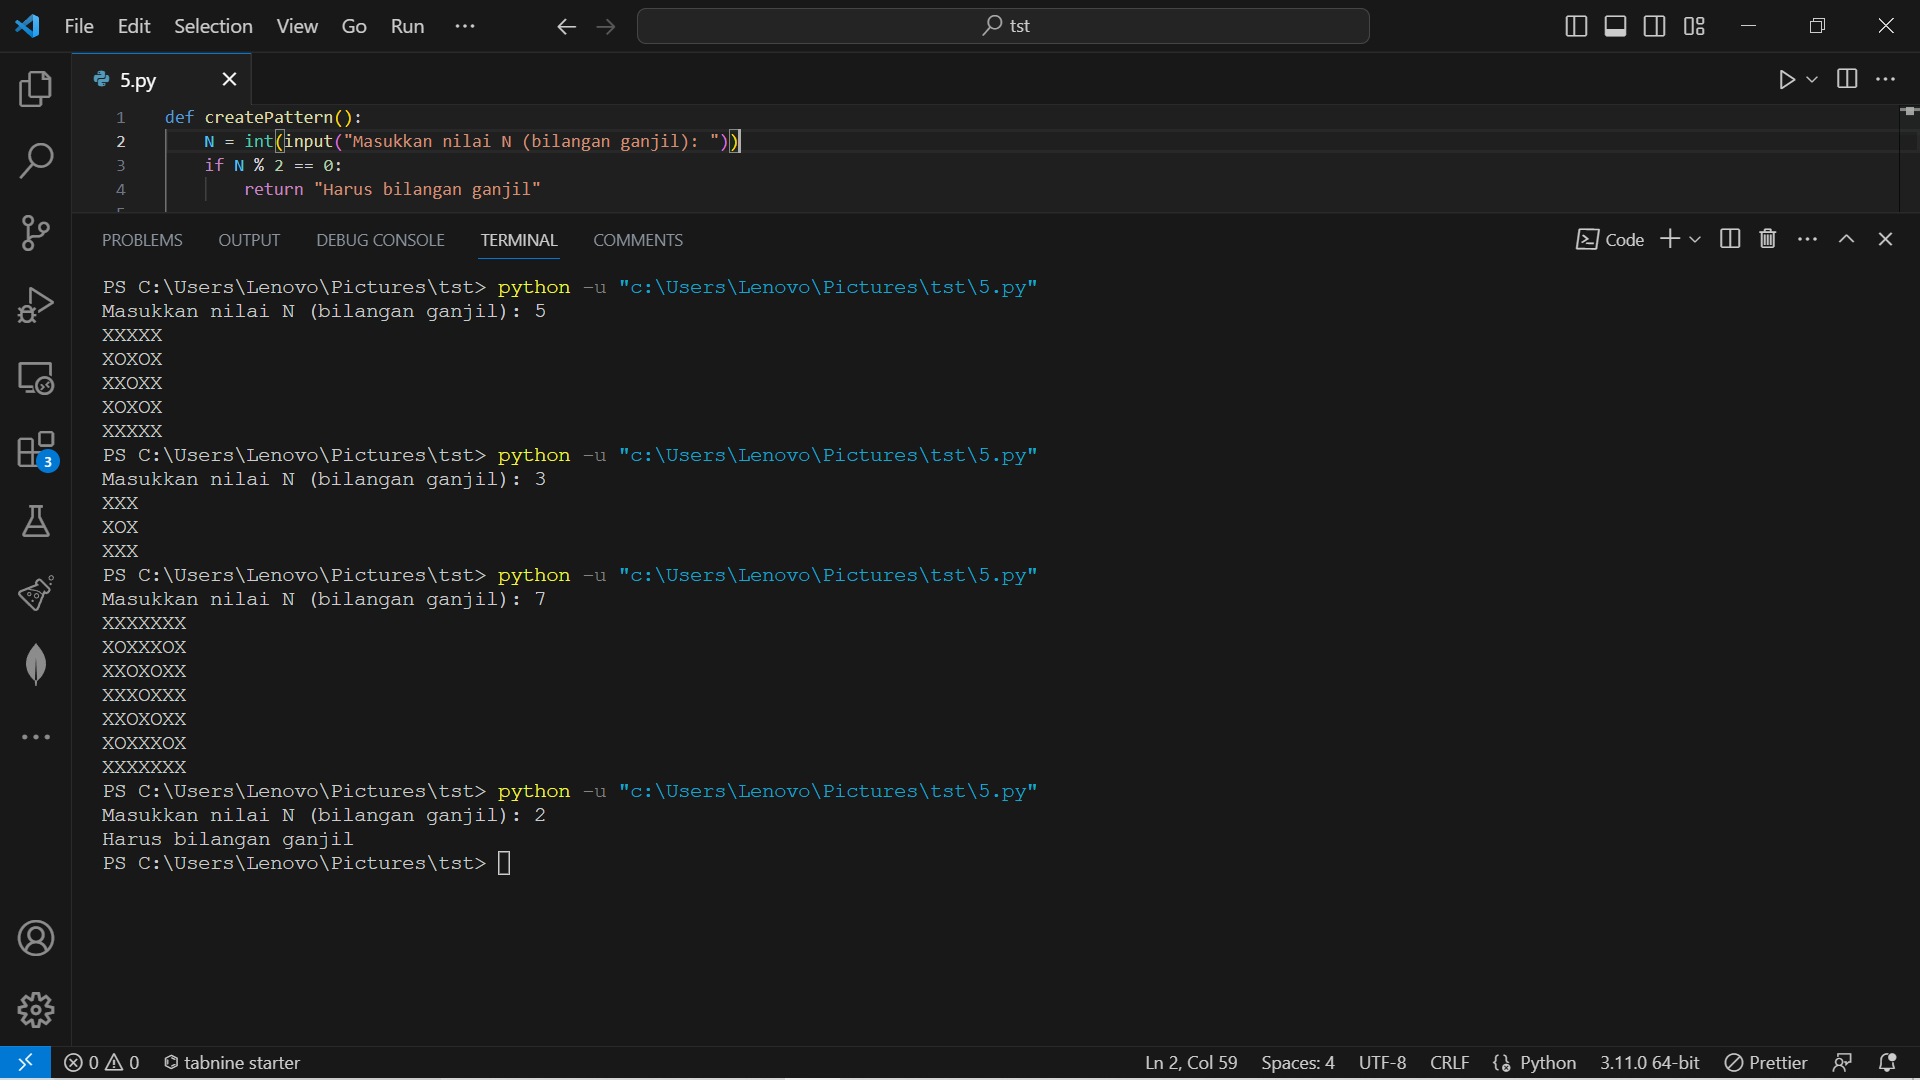 File Edit Selection View Go Run ··· tst
5.py
1 def createPattern():
2 N = int(input("Masukkan nilai N (bilangan ganjil): "))
3 if N % 2 == 0:
4 return "Harus bilangan ganjil"
PROBLEMS OUTPUT DEBUG CONSOLE TERMINAL COMMENTS Code
PS C:\Users\Lenovo\Pictures\tst> python -u "c:\Users\Lenovo\Pictures\tst\5.py"
Masukkan nilai N (bilangan ganjil): 5
XXXXX
XOXOX
XXOXX
XOXOX
XXXXX
PS C:\Users\Lenovo\Pictures\tst> python -u "c:\Users\Lenovo\Pictures\tst\5.py"
Masukkan nilai N (bilangan ganjil): 3
XXX
XOX
XXX
PS C:\Users\Lenovo\Pictures\tst> python -u "c:\Users\Lenovo\Pictures\tst\5.py"
Masukkan nilai N (bilangan ganjil): 7
XXXXXXX
XOXXXOX
XXOXOXX
XXXOXXX
XXOXOXX
XOXXXOX
XXXXXXX
PS C:\Users\Lenovo\Pictures\tst> python -u "c:\Users\Lenovo\Pictures\tst\5.py"
Masukkan nilai N (bilangan ganjil): 2
Harus bilangan ganjil
PS C:\Users\Lenovo\Pictures\tst>
3
0 0 tabnine starter Ln 2, Col 59 Spaces: 4 UTF-8 CRLF Python 3.11.0 64-bit Prettier